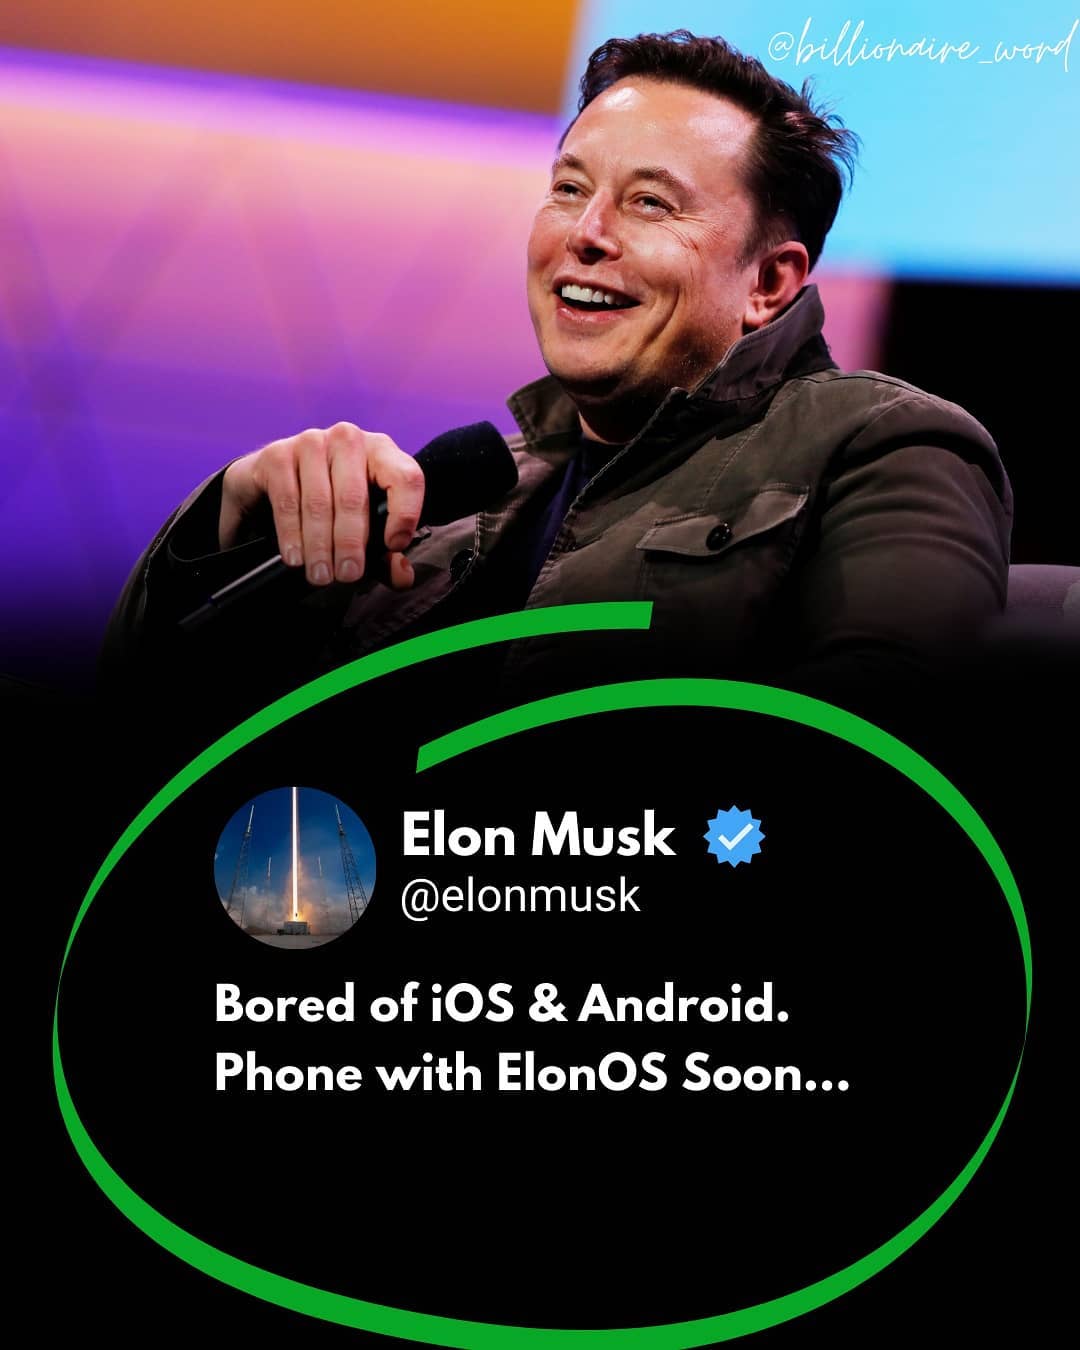 @billionaire_word
Elon Musk
@elonmusk
Bored of iOS & Android.
Phone with ElonOS Soon...